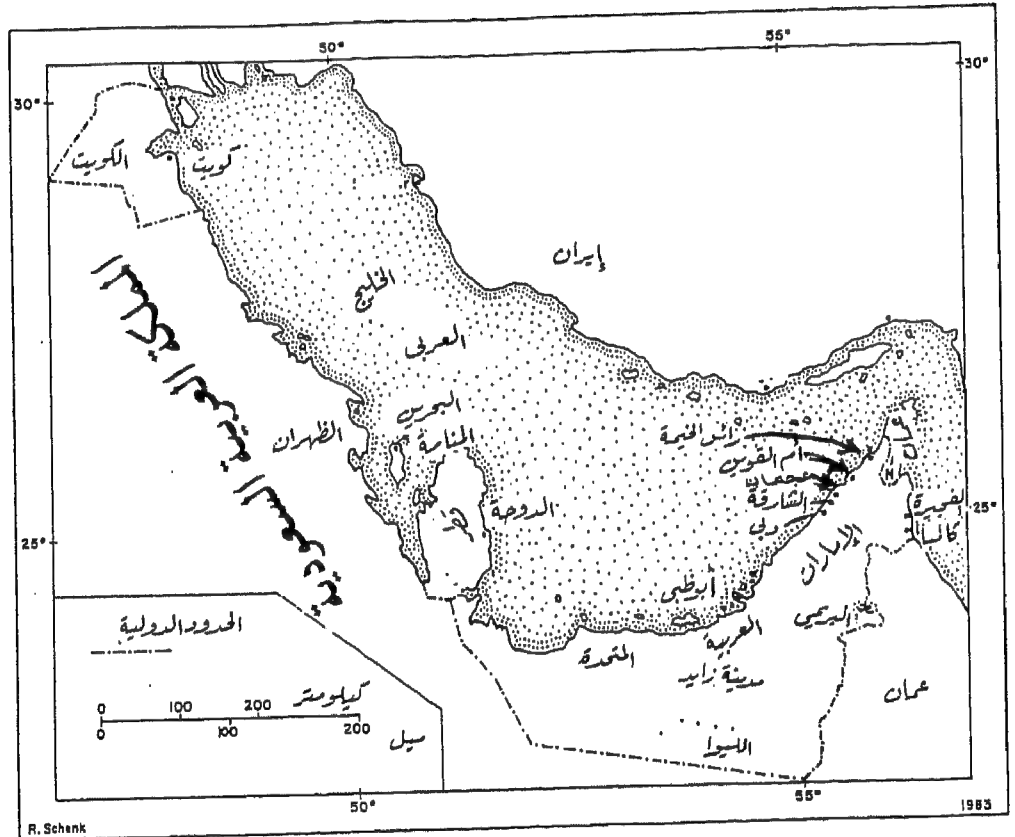 50°
55°
30°
30°
الكويت
كويت
إيران
الخليج
العربي
المملكة العربية السعودية
البحرين
المنامة
الظهران
رأس الخيمة
أم القوين
عجمان
الشارقة
دبي
قطر
الدوحة
الفجيرة
كلباء
25°
25°
الإمارات
أبوظبي
العربية
البريمي
المتحدة
مدينة زايد
عمان
الليوا
الحدود الدولية
كيلومتر
0 100 200
0 100 200
ميل
50°
55°
1983
R. Schenk